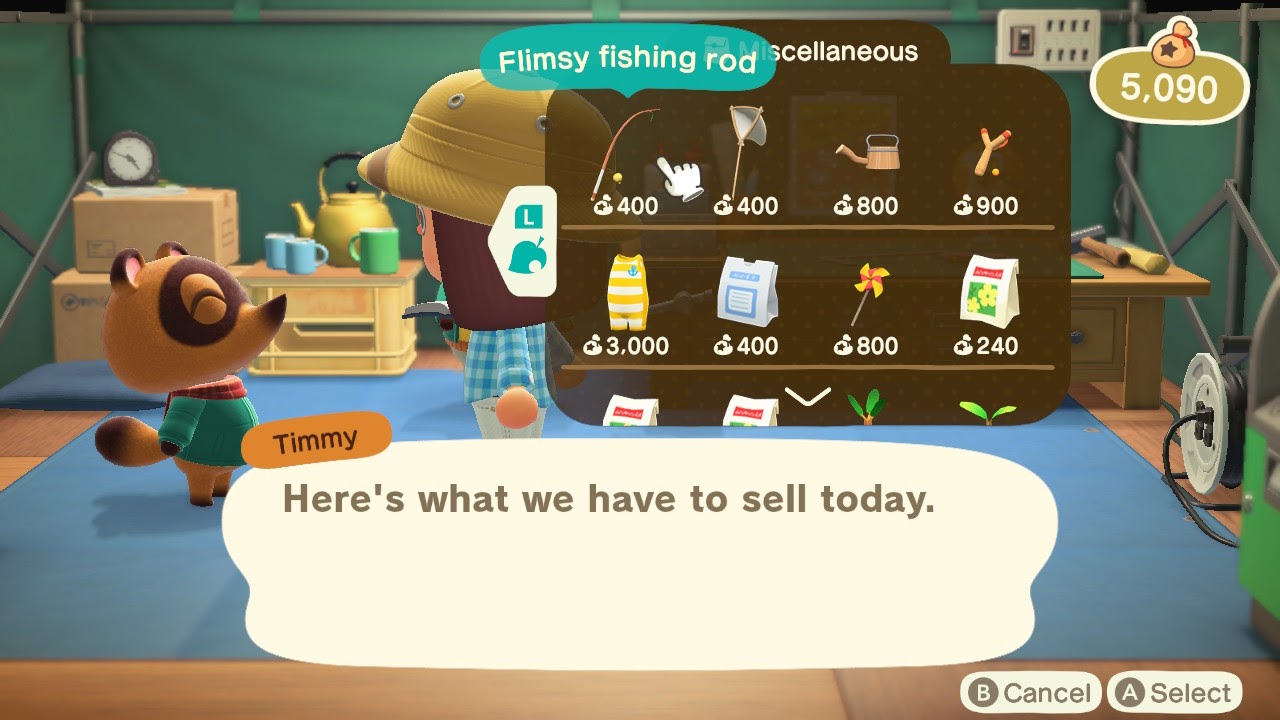 Flimsy fishing rod
Miscellaneous
5,090
400
400
800
900
L
3,000
400
800
240
Timmy
Here's what we have to sell today.
B Cancel
A Select